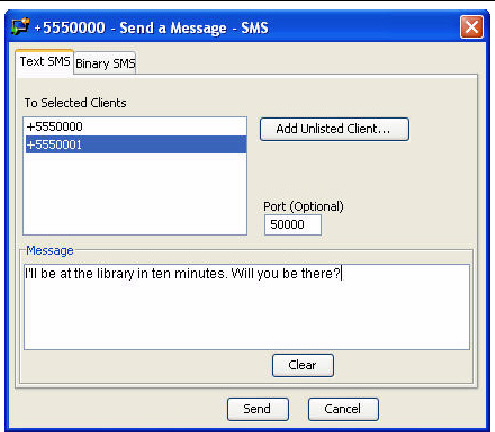 +5550000 - Send a Message - SMS
Text SMS Binary SMS
To Selected Clients
+5550000
+5550001
Add Unlisted Client...
Port (Optional)
50000
Message
I'll be at the library in ten minutes. Will you be there?
Clear
Send Cancel